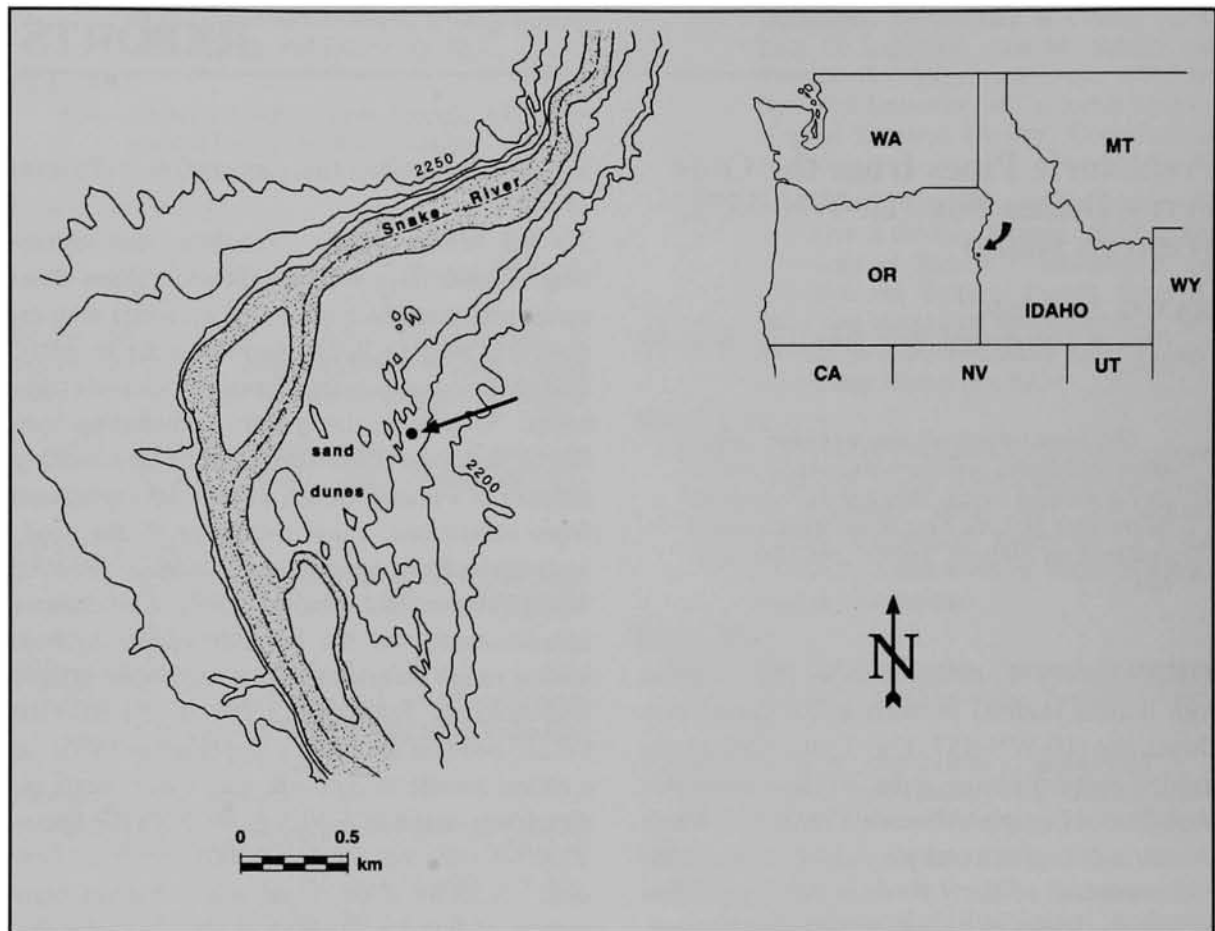 2250
Snake River
sand
dunes
2200
0 0.5
km
WA
MT
OR
IDAHO
WY
CA
NV
UT
N